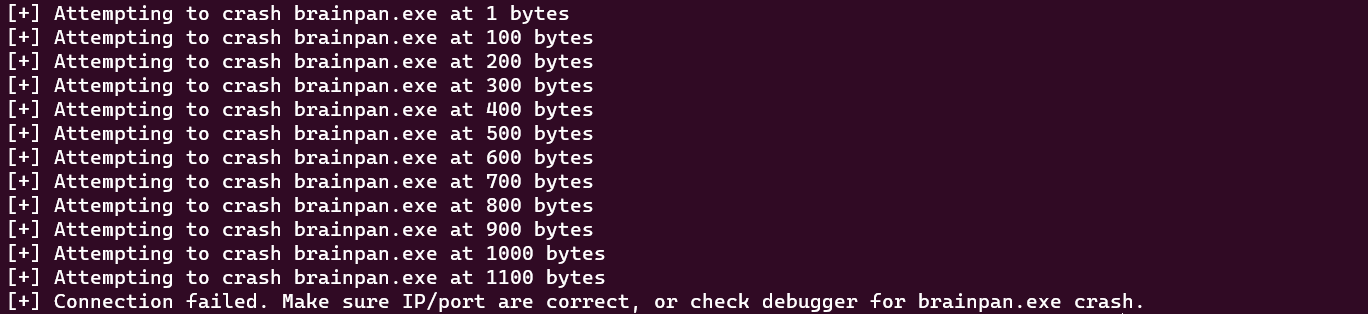 [+] Attempting to crash brainpan.exe at 1 bytes
[+] Attempting to crash brainpan.exe at 100 bytes
[+] Attempting to crash brainpan.exe at 200 bytes
[+] Attempting to crash brainpan.exe at 300 bytes
[+] Attempting to crash brainpan.exe at 400 bytes
[+] Attempting to crash brainpan.exe at 500 bytes
[+] Attempting to crash brainpan.exe at 600 bytes
[+] Attempting to crash brainpan.exe at 700 bytes
[+] Attempting to crash brainpan.exe at 800 bytes
[+] Attempting to crash brainpan.exe at 900 bytes
[+] Attempting to crash brainpan.exe at 1000 bytes
[+] Attempting to crash brainpan.exe at 1100 bytes
[+] Connection failed. Make sure IP/port are correct, or check debugger for brainpan.exe crash.